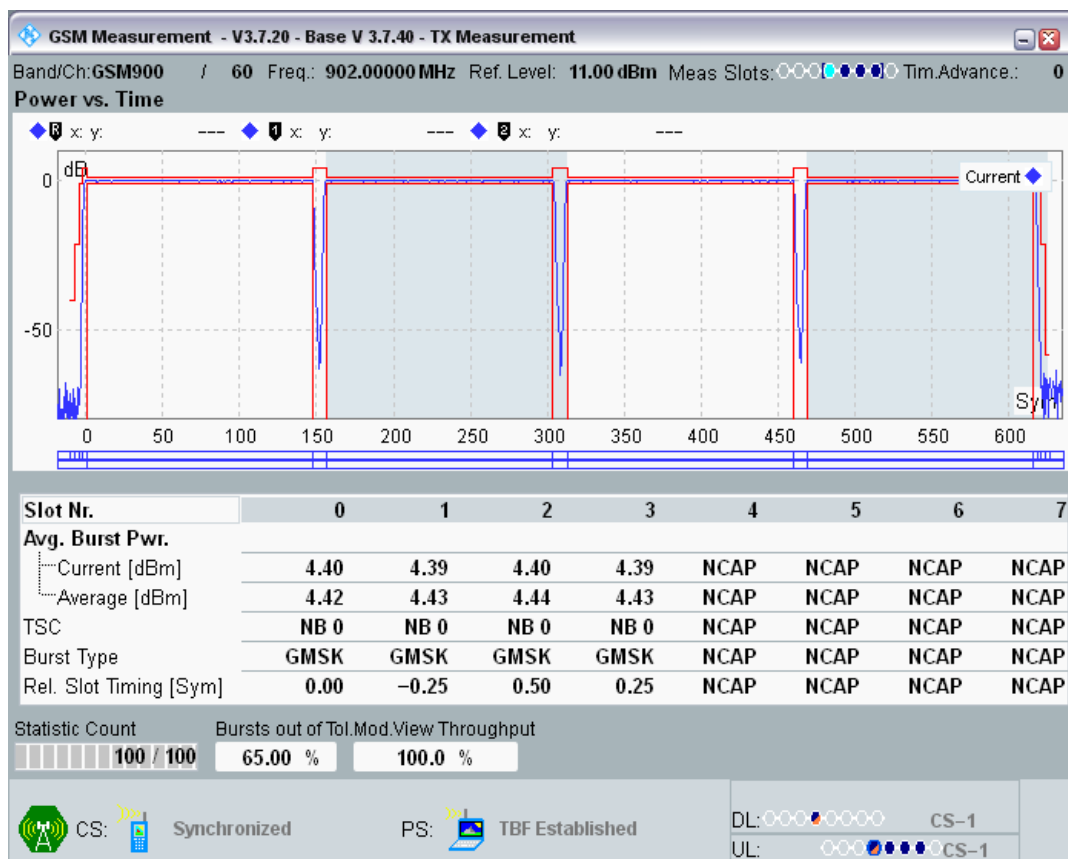 GSM Measurement - V3.7.20 - Base V 3.7.40 - TX Measurement
Band/Ch:GSM900 / 60 Freq.: 902.00000 MHz Ref. Level: 11.00 dBm Meas Slots: Tim.Advance.: 0
Power vs. Time
R x: y: --- 1 x: y: --- 2 x: y: ---
dB
Current
0
-50
Sym
0 50 100 150 200 250 300 350 400 450 500 550 600
Slot Nr. 0 1 2 3 4 5 6 7
Avg. Burst Pwr.
Current [dBm] 4.40 4.39 4.40 4.39 NCAP NCAP NCAP NCAP
Average [dBm] 4.42 4.43 4.44 4.43 NCAP NCAP NCAP NCAP
TSC NB 0 NB 0 NB 0 NB 0 NCAP NCAP NCAP NCAP
Burst Type GMSK GMSK GMSK GMSK NCAP NCAP NCAP NCAP
Rel. Slot Timing [Sym] 0.00 −0.25 0.50 0.25 NCAP NCAP NCAP NCAP
Statistic Count Bursts out of Tol.Mod.View Throughput
100 / 100 65.00 % 100.0 %
CS: Synchronized PS: TBF Established DL: CS−1
UL: CS−1